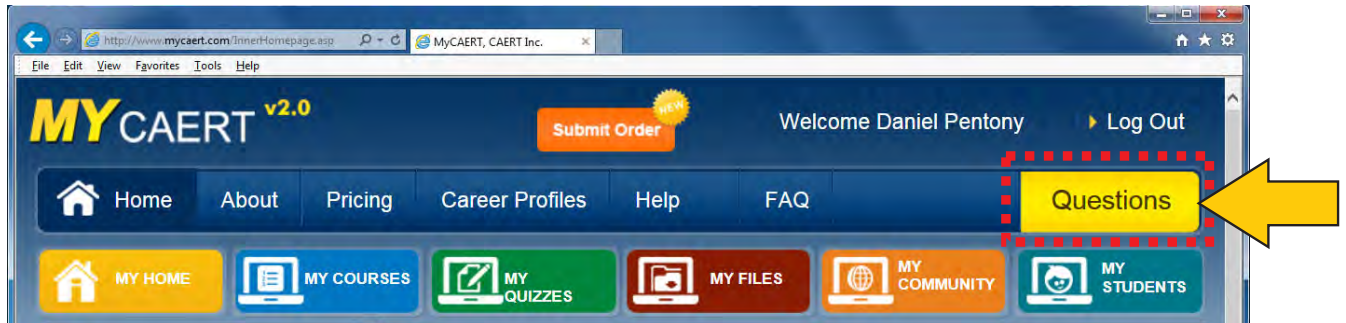 http://www.mycaert.com/InnerHomepage.asp MyCAERT, CAERT Inc.
File Edit View Favorites Tools Help
MYCAERT v2.0
NEW
Submit Order
Welcome Daniel Pentony Log Out
Home About Pricing Career Profiles Help FAQ Questions
MY HOME MY COURSES MY QUIZZES MY FILES MY COMMUNITY MY STUDENTS